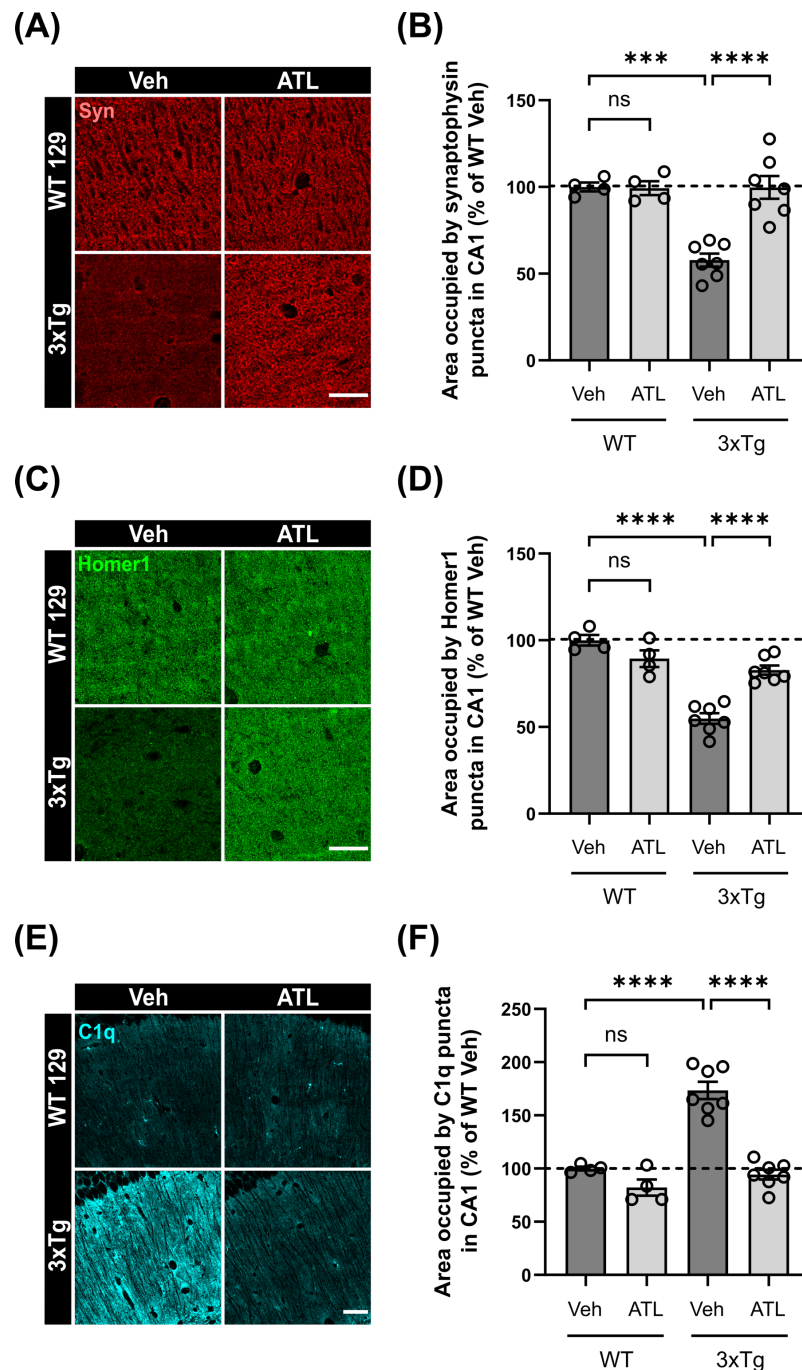 (A)
Veh ATL
WT 129
3xTg
Syn
(B)
Area occupied by synaptophysin
puncta in CA1 (% of WT Veh)
*** ****
ns
150
100
50
0
Veh ATL Veh ATL
WT 3xTg
(C)
Veh ATL
WT 129
3xTg
Homer1
(D)
Area occupied by Homer1
puncta in CA1 (% of WT Veh)
**** ****
ns
150
100
50
0
Veh ATL Veh ATL
WT 3xTg
(E)
Veh ATL
WT 129
3xTg
C1q
(F)
Area occupied by C1q puncta
in CA1 (% of WT Veh)
**** ****
ns
250
200
150
100
50
0
Veh ATL Veh ATL
WT 3xTg